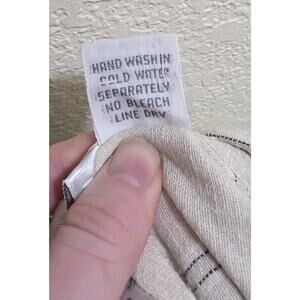 HAND WASH IN
COLD WATER
SEPARATELY
NO BLEACH
LINE DRY